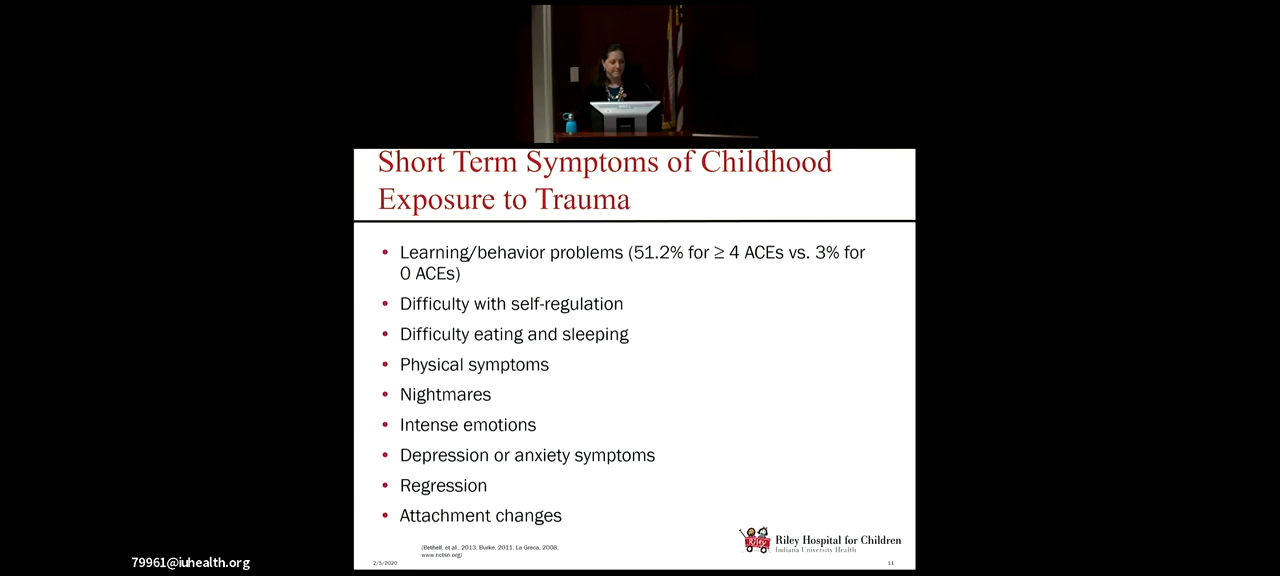 Short Term Symptoms of Childhood
Exposure to Trauma
• Learning/behavior problems (51.2% for ≥ 4 ACEs vs. 3% for
0 ACEs)
• Difficulty with self-regulation
• Difficulty eating and sleeping
• Physical symptoms
• Nightmares
• Intense emotions
• Depression or anxiety symptoms
• Regression
• Attachment changes
(Bethell, et al., 2013; Burke, 2011; La Greca, 2008;
www.nctsn.org)
2/5/2020
Riley Hospital for Children
Indiana University Health
11
79961@iuhealth.org